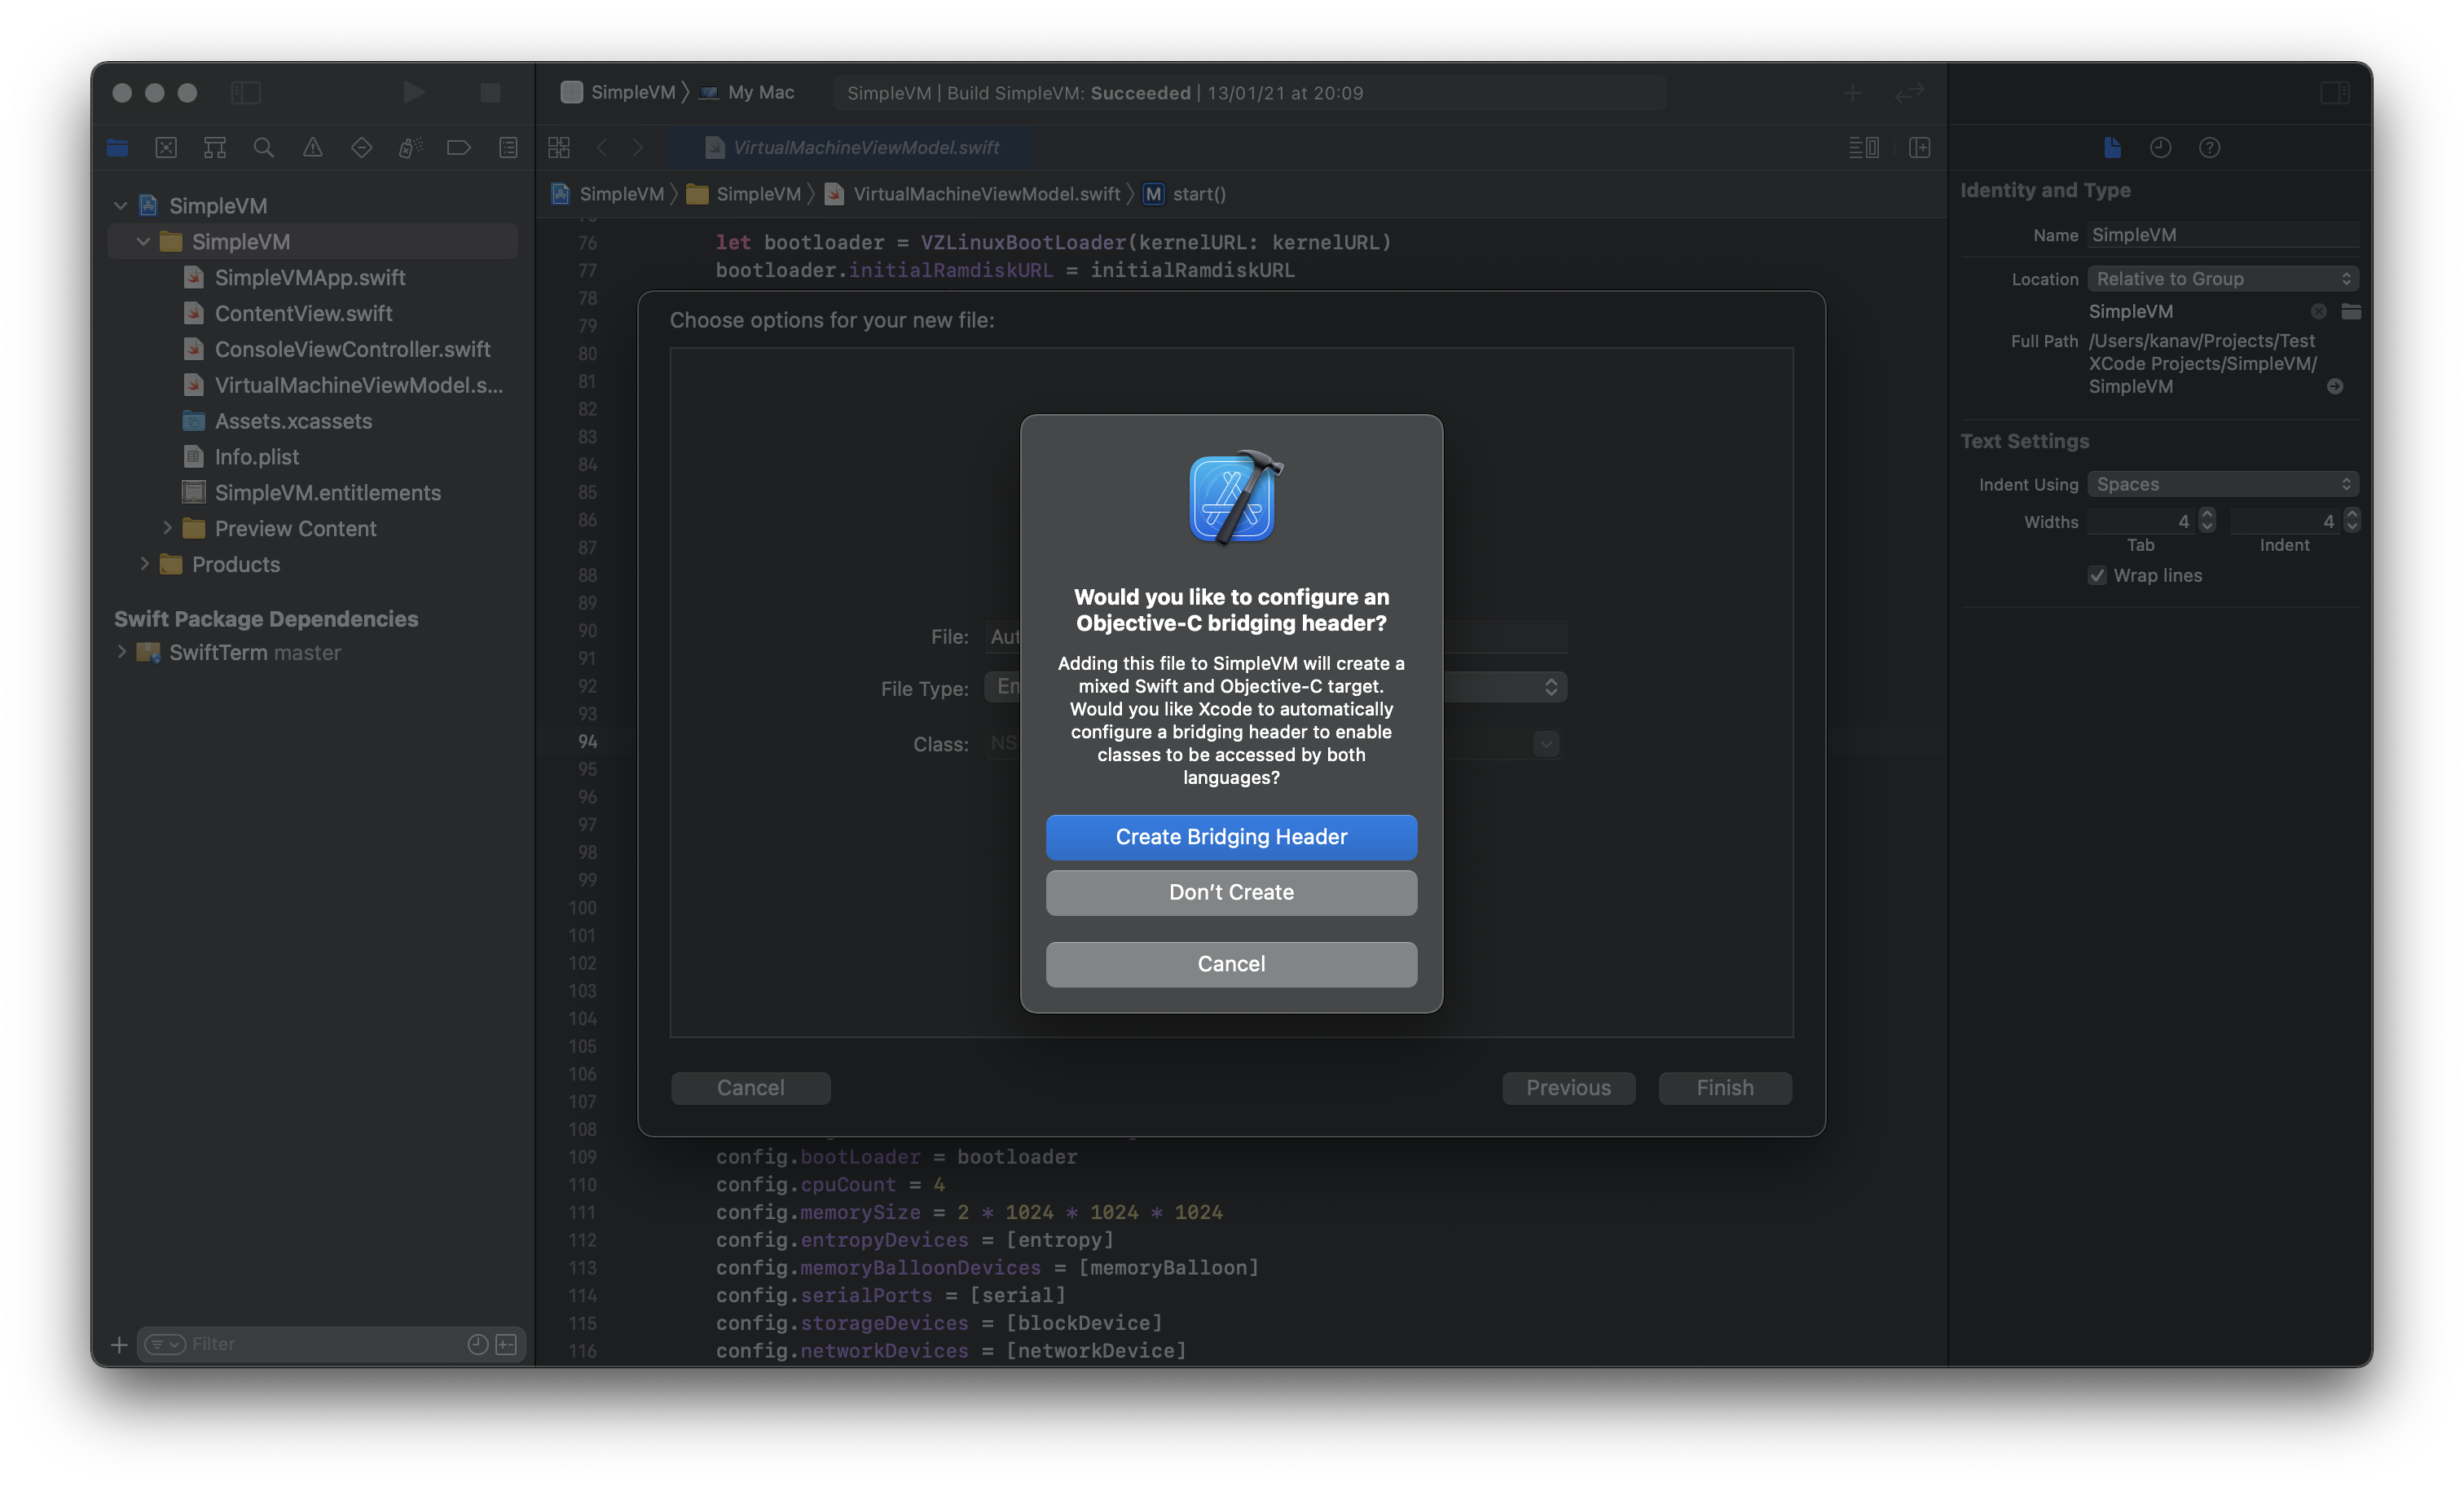 SimpleVM 〉 My Mac
SimpleVM | Build SimpleVM: Succeeded | 13/01/21 at 20:09
VirtualMachineViewModel.swift
SimpleVM 〉 SimpleVM 〉 VirtualMachineViewModel.swift 〉 M start()
SimpleVM
SimpleVM
SimpleVMApp.swift
ContentView.swift
ConsoleViewController.swift
VirtualMachineViewModel.s...
Assets.xcassets
Info.plist
SimpleVM.entitlements
Preview Content
Products
Swift Package Dependencies
SwiftTerm master
Filter
76 let bootloader = VZLinuxBootLoader(kernelURL: kernelURL)
77 bootloader.initialRamdiskURL = initialRamdiskURL
78
79
80
81
82
83
84
85
86
87
88
89
90
91
92
93
94
95
96
97
98
99
100
101
102
103
104
105
106
107
108
109 config.bootLoader = bootloader
110 config.cpuCount = 4
111 config.memorySize = 2 * 1024 * 1024 * 1024
112 config.entropyDevices = [entropy]
113 config.memoryBalloonDevices = [memoryBalloon]
114 config.serialPorts = [serial]
115 config.storageDevices = [blockDevice]
116 config.networkDevices = [networkDevice]
Choose options for your new file:
File: Aut
File Type: Em
Class: NS
Cancel
Previous
Finish
Would you like to configure an
Objective-C bridging header?
Adding this file to SimpleVM will create a
mixed Swift and Objective-C target.
Would you like Xcode to automatically
configure a bridging header to enable
classes to be accessed by both
languages?
Create Bridging Header
Don’t Create
Cancel
Identity and Type
Name SimpleVM
Location Relative to Group
SimpleVM
Full Path /Users/kanav/Projects/Test
XCode Projects/SimpleVM/
SimpleVM
Text Settings
Indent Using Spaces
Widths 4 4
Tab Indent
Wrap lines